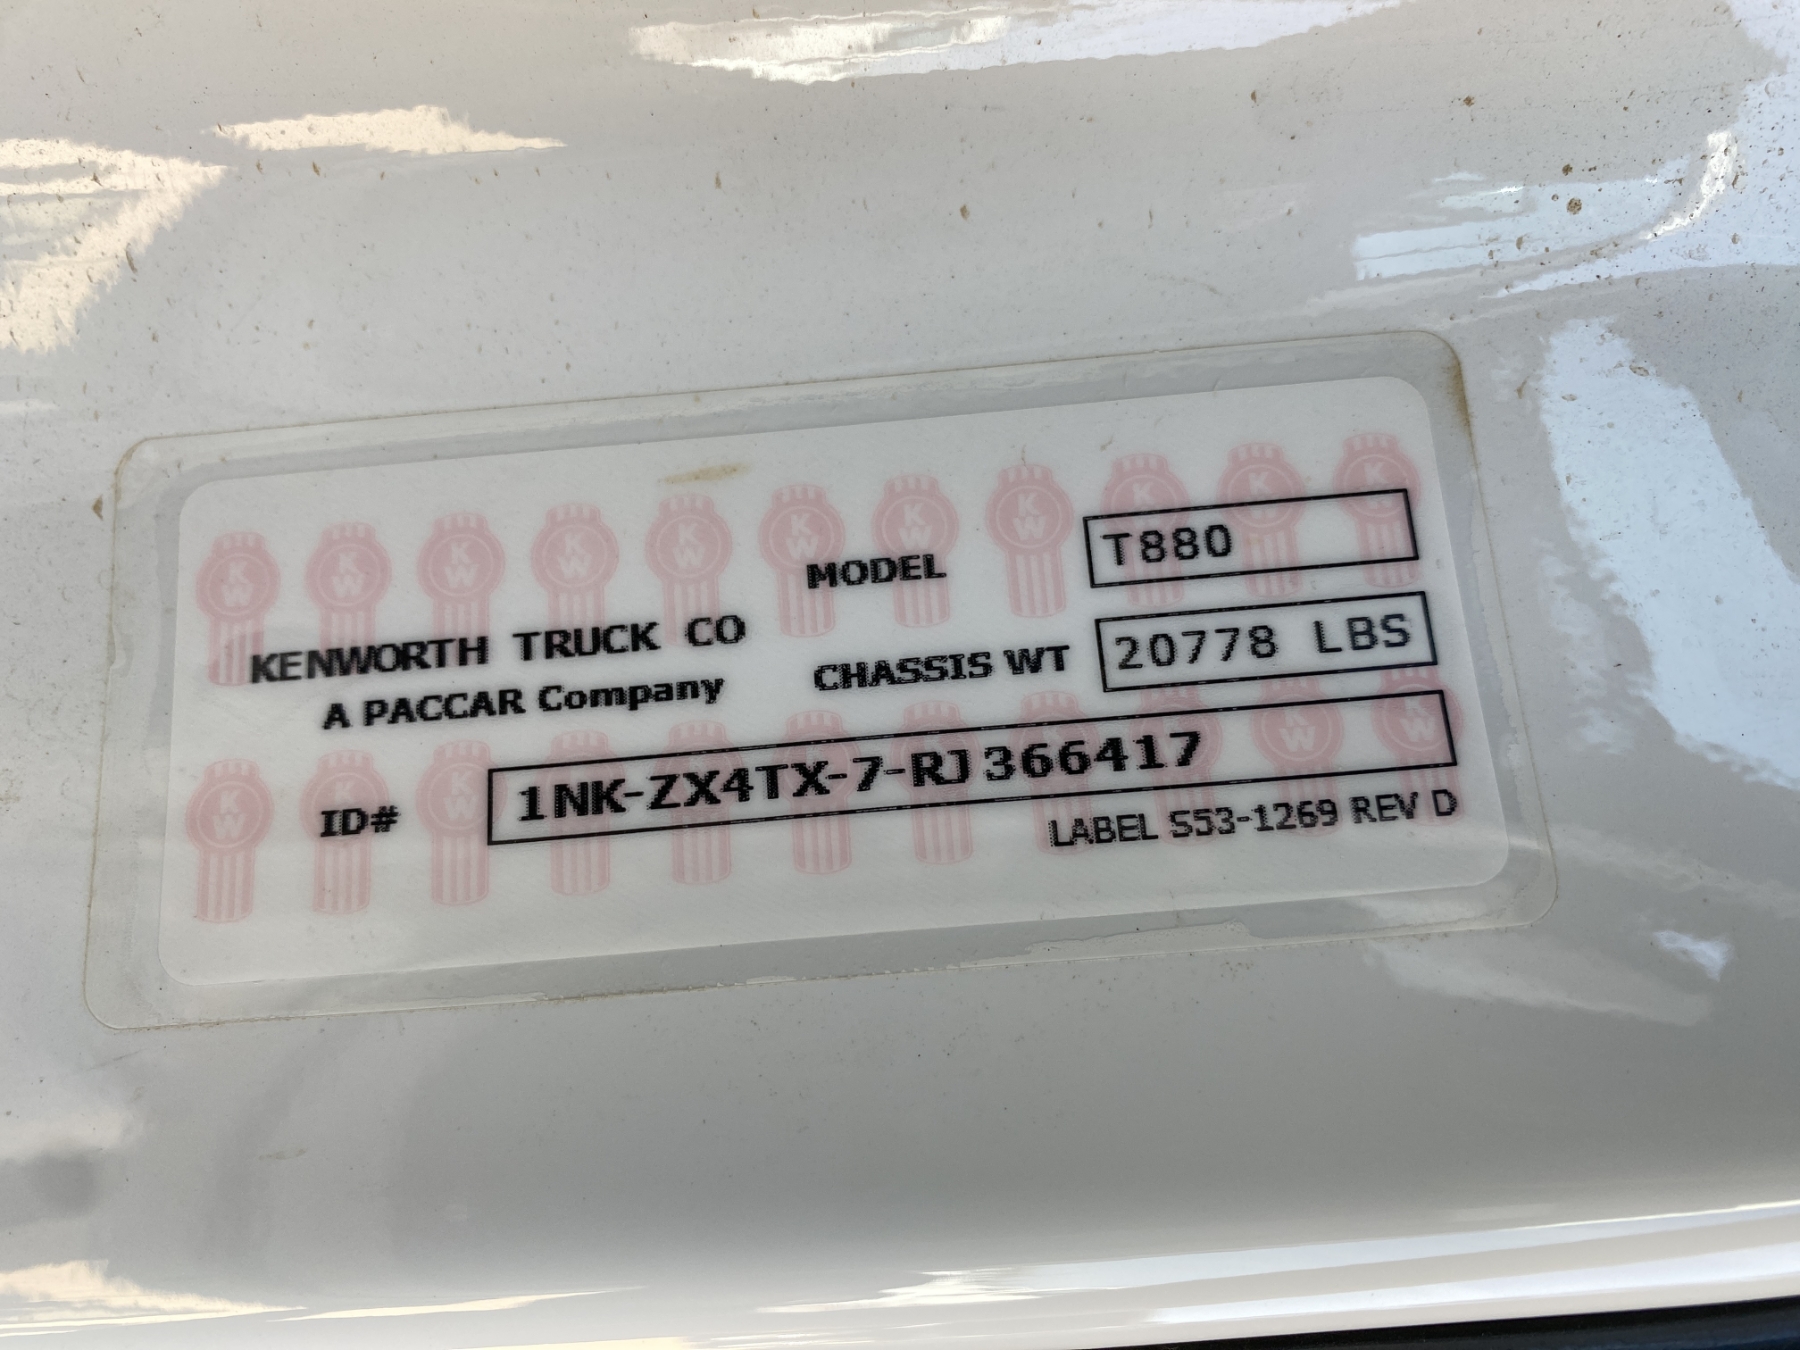 MODEL T880
KENWORTH TRUCK CO
CHASSIS WT 20778 LBS
A PACCAR Company
ID# 1NK-ZX4TX-7-RJ366417
LABEL S53-1269 REV D